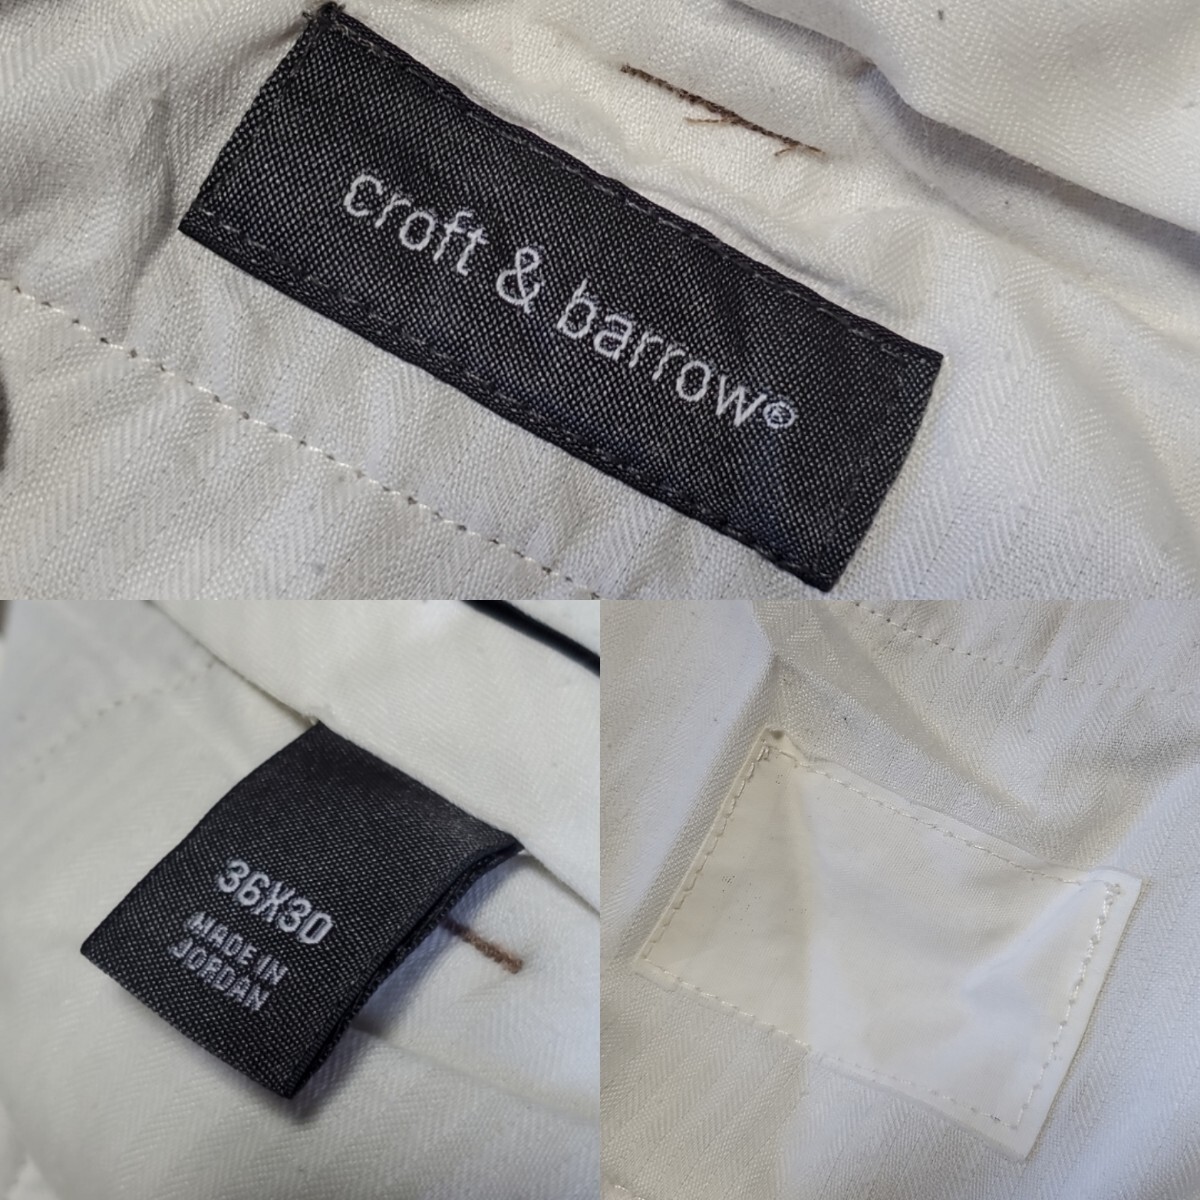 croft & barrow®
36X30
MADE IN
JORDAN